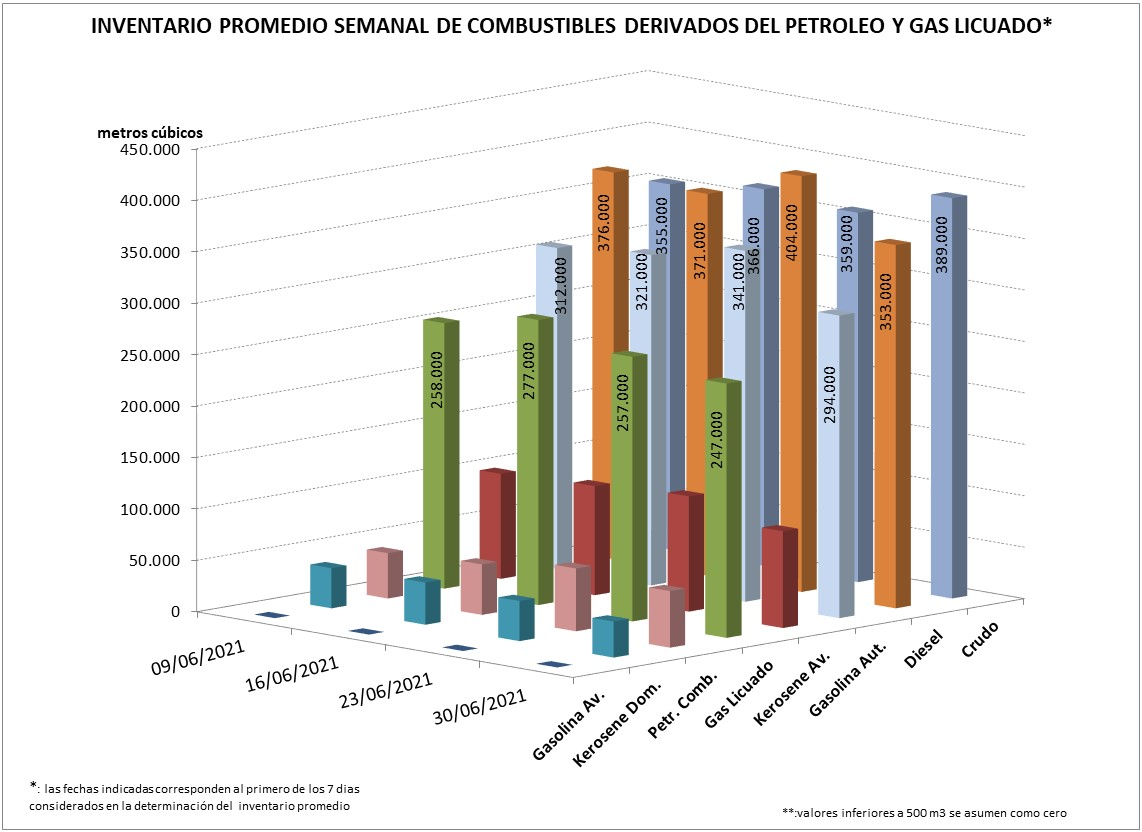 INVENTARIO PROMEDIO SEMANAL DE COMBUSTIBLES DERIVADOS DEL PETROLEO Y GAS LICUADO*
metros cúbicos
450.000
400.000
350.000
300.000
250.000
200.000
150.000
100.000
50.000
0
258.000
277.000
257.000
247.000
312.000
321.000
341.000
294.000
376.000
371.000
404.000
353.000
355.000
366.000
359.000
389.000
09/06/2021
16/06/2021
23/06/2021
30/06/2021
Gasolina Av.
Kerosene Dom.
Petr. Comb.
Gas Licuado
Kerosene Av.
Gasolina Aut.
Diesel
Crudo
*: las fechas indicadas corresponden al primero de los 7 dias
considerados en la determinación del inventario promedio
**:valores inferiores a 500 m3 se asumen como cero